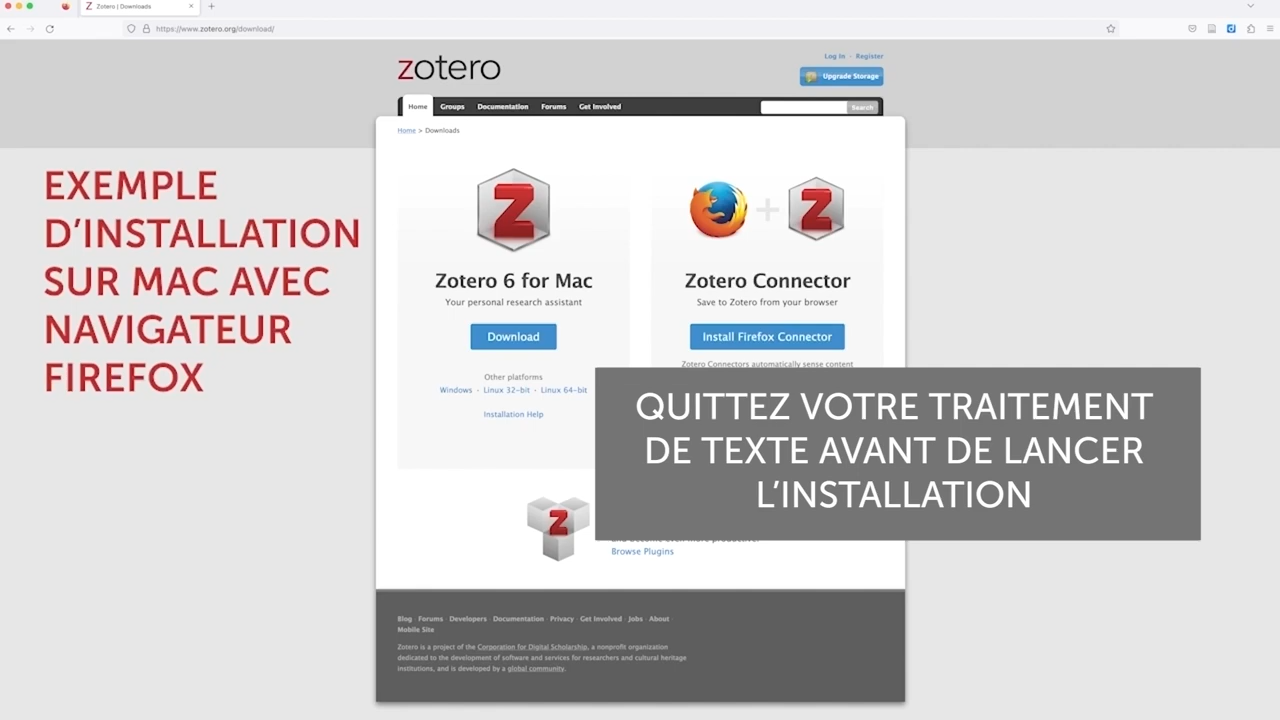 Zotero | Downloads
https://www.zotero.org/download/
zotero
Log In · Register
Upgrade Storage
Home Groups Documentation Forums Get Involved
Search
Home > Downloads
EXEMPLE
D'INSTALLATION
SUR MAC AVEC
NAVIGATEUR
FIREFOX
Z
Zotero 6 for Mac
Your personal research assistant
Download
Other platforms
Windows · Linux 32-bit · Linux 64-bit
Installation Help
Z
Zotero Connector
Save to Zotero from your browser
Install Firefox Connector
Zotero Connectors automatically sense content
QUITTEZ VOTRE TRAITEMENT
DE TEXTE AVANT DE LANCER
L'INSTALLATION
Z
Browse Plugins
Blog Forums Developers Documentation Privacy Get Involved Jobs About
Mobile Site
Zotero is a project of the Corporation for Digital Scholarship, a nonprofit organization
dedicated to the development of software and services for researchers and cultural heritage
institutions, and is developed by a global community.